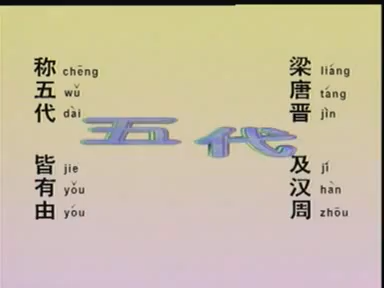 梁唐晋 及汉周
liáng táng jìn jí hàn zhōu
称五代 皆有由
chēng wǔ dài jie yǒu yóu
五代